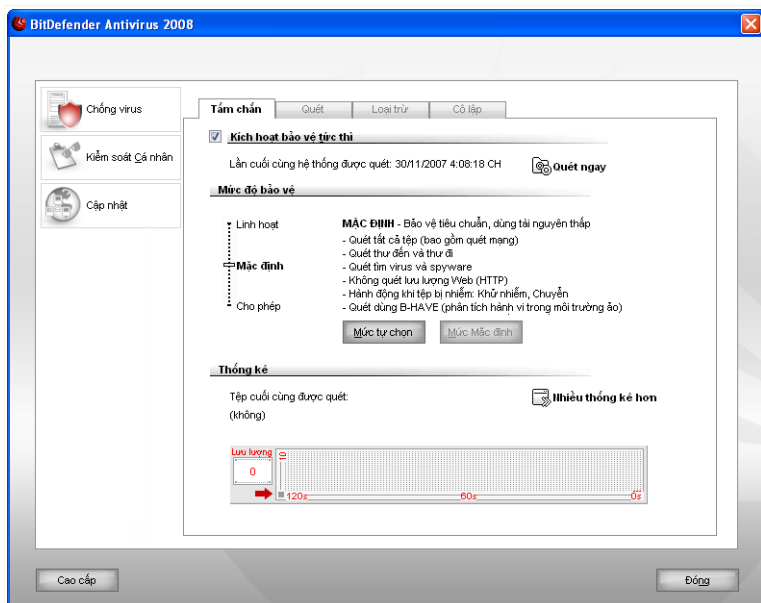 BitDefender Antivirus 2008
Chống virus
Kiểm soát Cá nhân
Cập nhật
Tấm chắn Quét Loại trừ Cô lập
Kích hoạt bảo vệ tức thì
Lần cuối cùng hệ thống được quét: 30/11/2007 4:08:18 CH
Quét ngay
Mức độ bảo vệ
Linh hoạt
Mặc định
Cho phép
MẶC ĐỊNH - Bảo vệ tiêu chuẩn, dùng tài nguyên thấp
- Quét tất cả tệp (bao gồm quét mạng)
- Quét thư đến và thư đi
- Quét tìm virus và spyware
- Không quét lưu lượng Web (HTTP)
- Hành động khi tệp bị nhiễm: Khử nhiễm, Chuyển
- Quét dùng B-HAVE (phân tích hành vi trong môi trường ảo)
Mức tự chọn Mức Mặc định
Thống kê
Tệp cuối cùng được quét:
(không)
Nhiều thống kê hơn
Lưu lượng
0
10
120s 60s 0s
Cao cấp Đóng